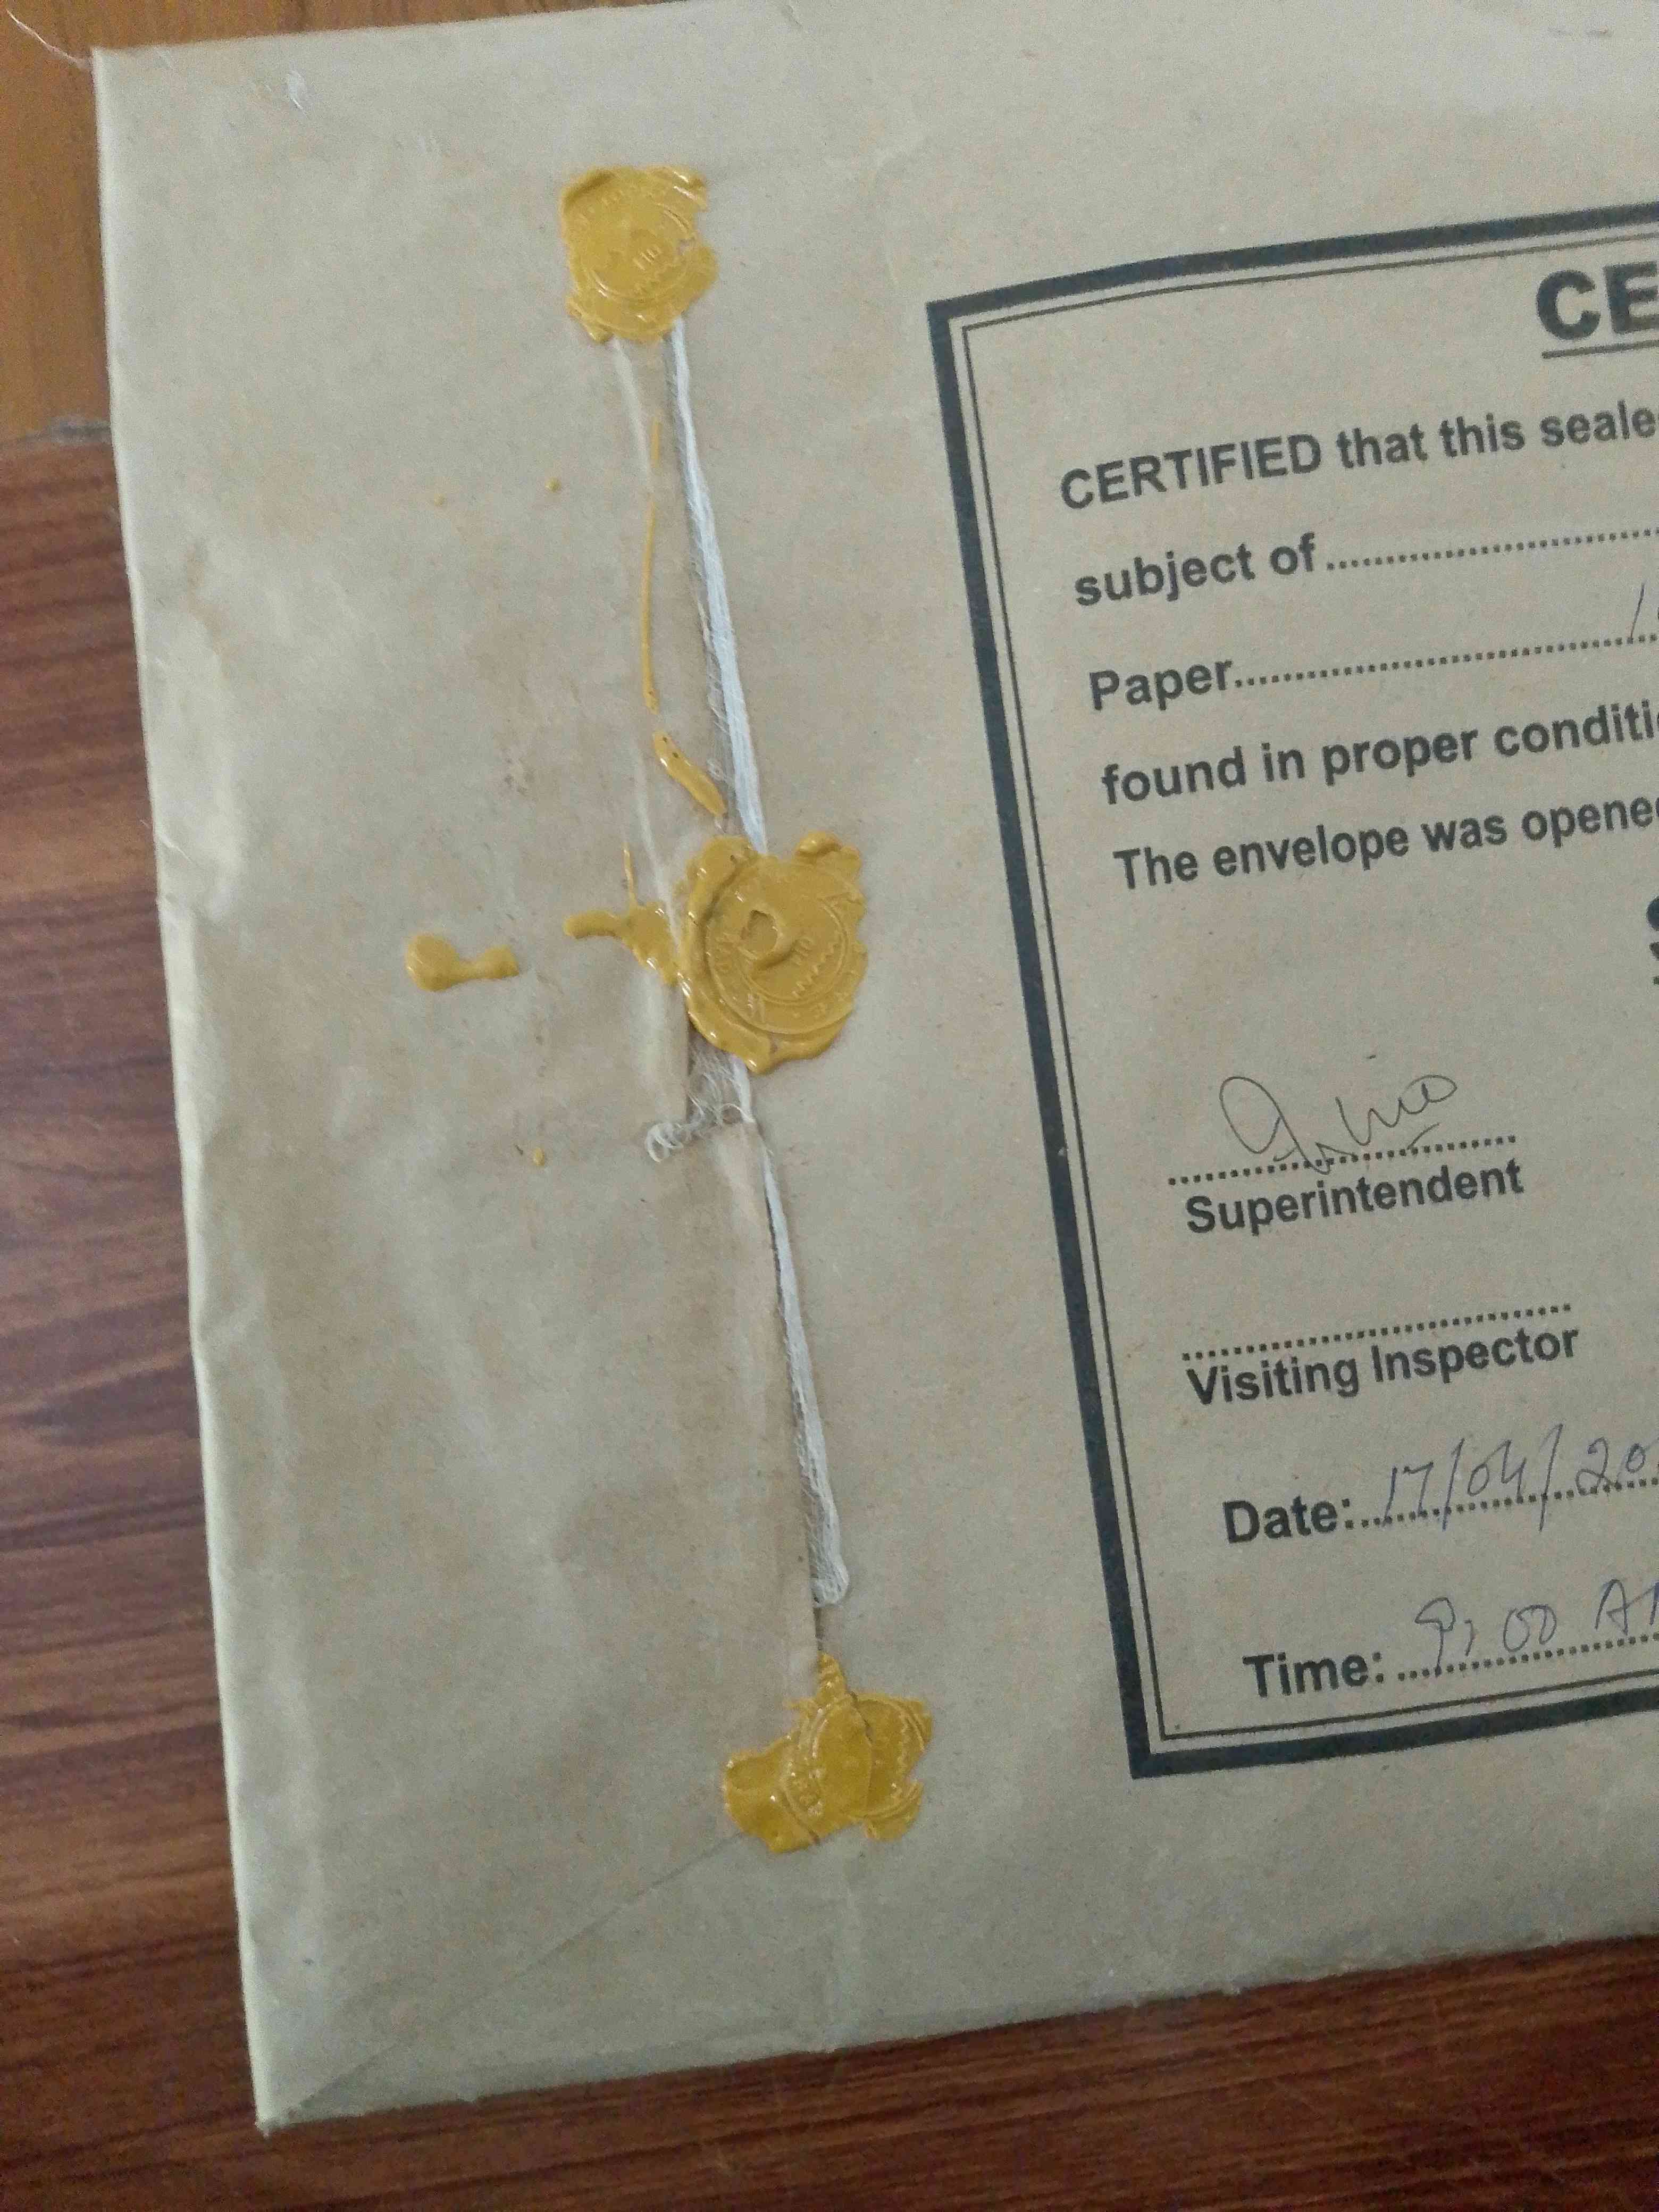 CE
CERTIFIED that this seale
subject of
Paper
found in proper conditi
The envelope was opene
Superintendent
Visiting Inspector
Date: 17/04/20
Time: 9:00 A